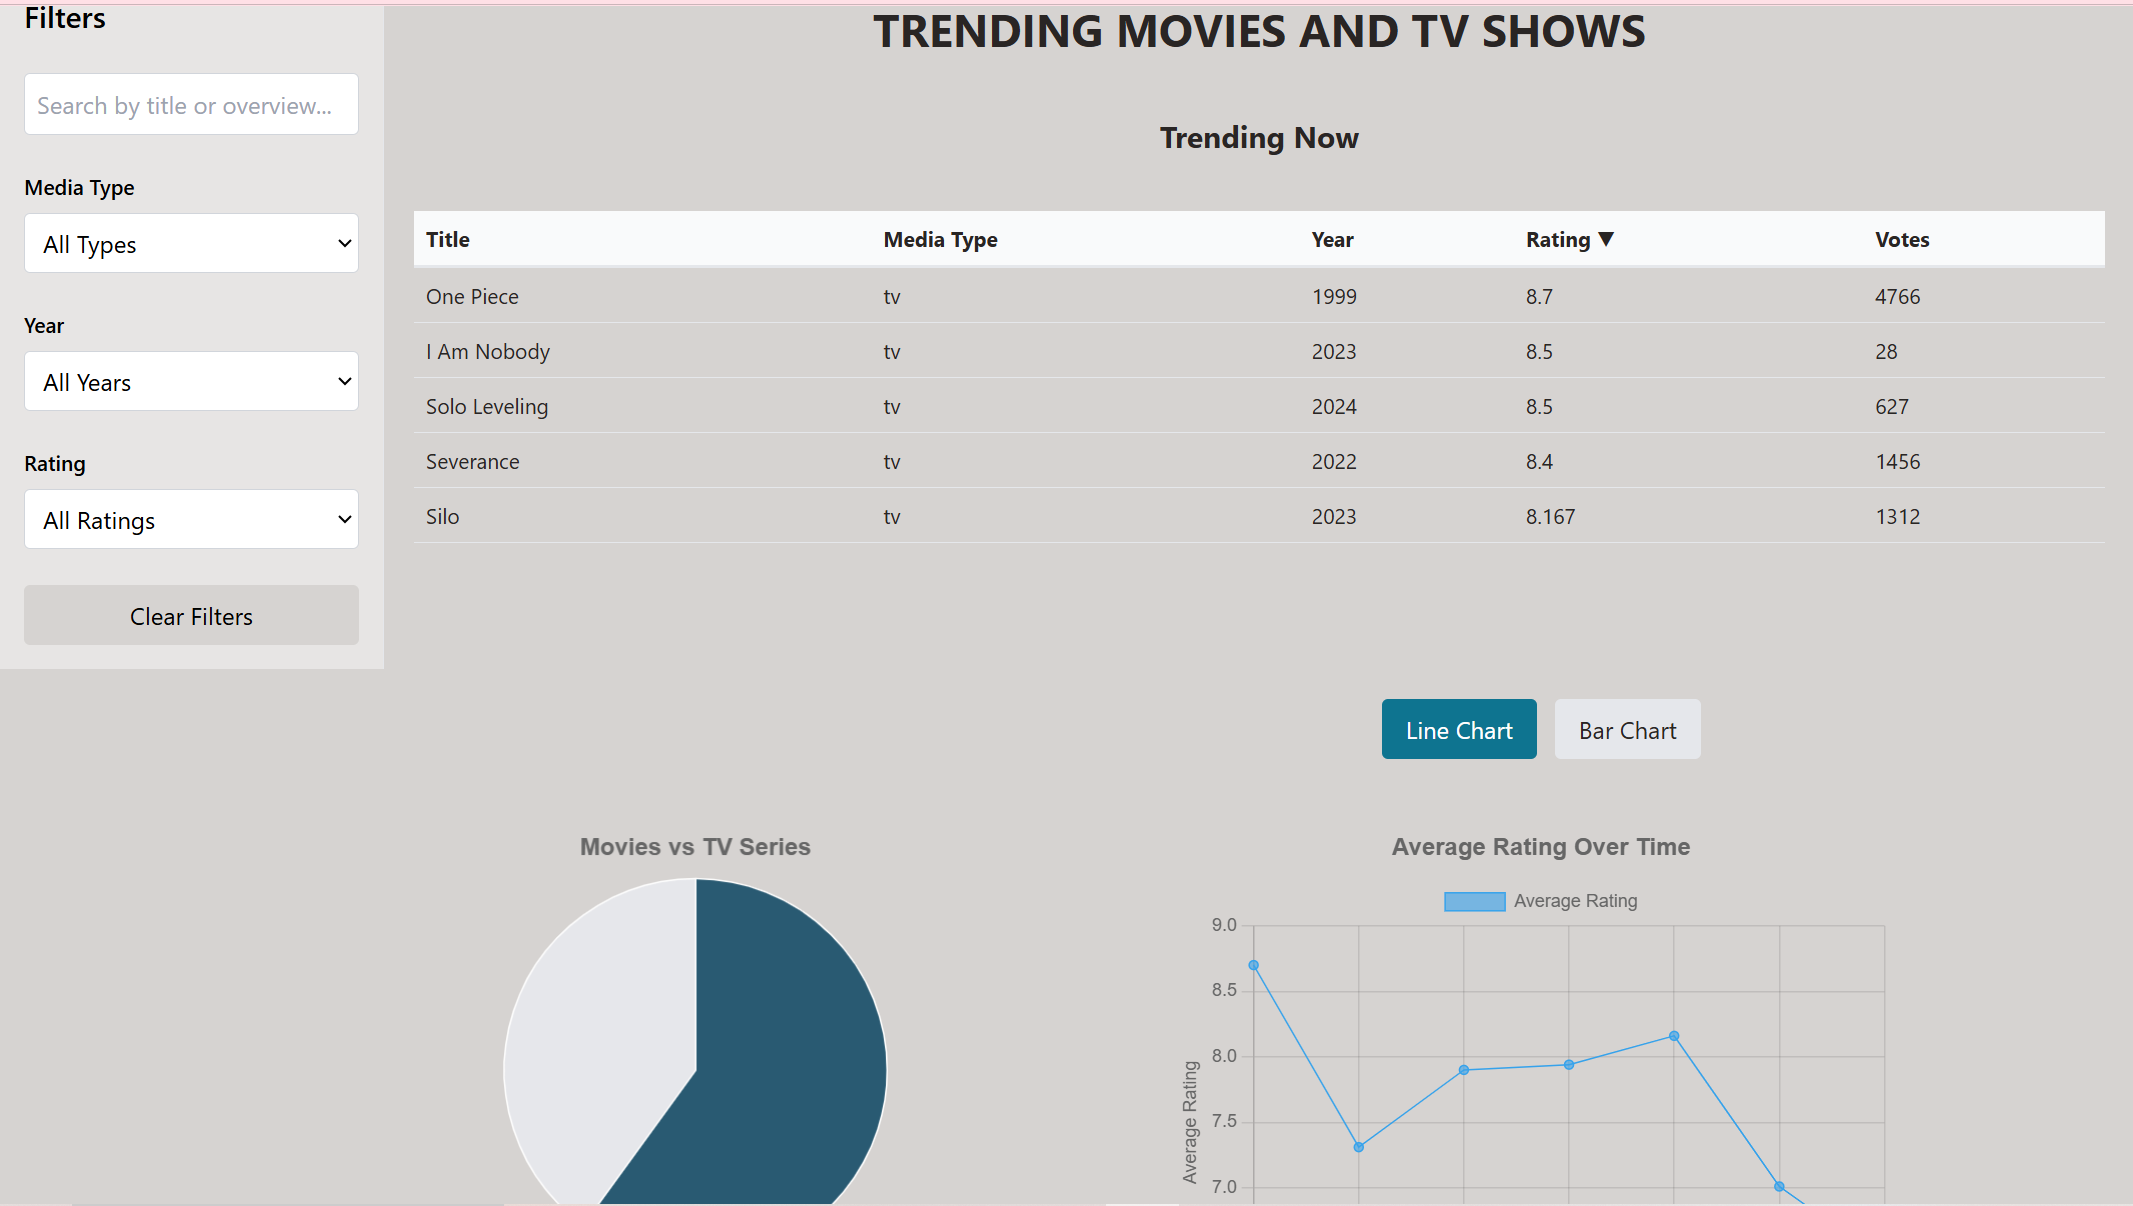 Filters
Search by title or overview...
Media Type
All Types
Year
All Years
Rating
All Ratings
Clear Filters
TRENDING MOVIES AND TV SHOWS
Trending Now
Title Media Type Year Rating ▼ Votes
One Piece tv 1999 8.7 4766
I Am Nobody tv 2023 8.5 28
Solo Leveling tv 2024 8.5 627
Severance tv 2022 8.4 1456
Silo tv 2023 8.167 1312
Line Chart Bar Chart
Movies vs TV Series
Average Rating Over Time
Average Rating
9.0
8.5
8.0
7.5
7.0
Average Rating